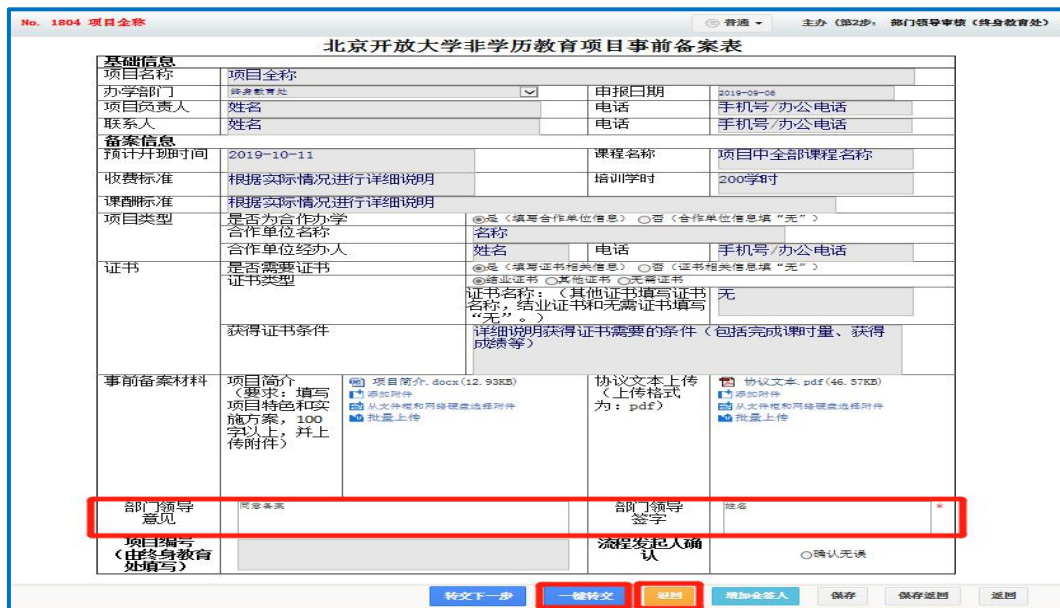 No. 1804 项目全称
普通
主办（第2步： 部门领导审核（终身教育处）
北京开放大学非学历教育项目事前备案表
基础信息
项目名称 项目全称
办学部门 终身教育处 申报日期 2019-09-06
项目负责人 姓名 电话 手机号/办公电话
联系人 姓名 电话 手机号/办公电话
备案信息
预计开班时间 2019-10-11 课程名称 项目中全部课程名称
收费标准 根据实际情况进行详细说明 培训学时 200学时
课酬标准 根据实际情况进行详细说明
项目类型 是否为合作办学 是（填写合作单位信息） 否（合作单位信息填“无”）
合作单位名称 名称
合作单位经办人 姓名 电话 手机号/办公电话
证书 是否需要证书 是（填写证书相关信息） 否（证书相关信息填“无”）
证书类型 结业证书 其他证书 无需证书
证书名称：（其他证书填写证书 无
名称，结业证书和无需证书填写
“无”。）
获得证书条件 详细说明获得证书需要的条件（包括完成课时量、获得
成绩等）
事前备案材料 项目简介 项目简介.docx(12.93KB) 协议文本上传 协议文本.pdf(46.57KB)
（要求：填写 添加附件 （上传格式 添加附件
项目特色和实 从文件柜和网络硬盘选择附件 为：pdf） 从文件柜和网络硬盘选择附件
施方案，100 批量上传 批量上传
字以上，并上
传附件）
部门领导 同意备案 部门领导 姓名 *
意见 签字
项目编号 流程发起人确
（由终身教育 认 确认无误
处填写）
转交下一步 一键转交 退回 增加会签人 保存 保存返回 返回